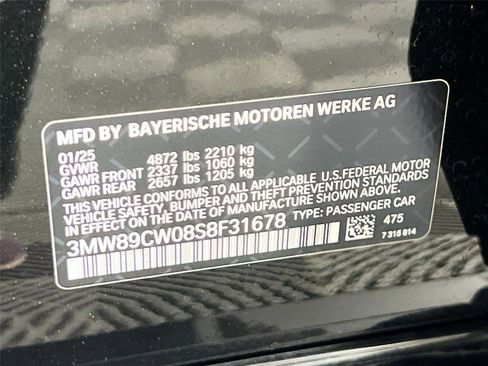 MFD BY BAYERISCHE MOTOREN WERKE AG
01/25 4872 lbs 2210 kg
GVWR
GAWR FRONT 2337 lbs 1060 kg
GAWR REAR 2657 lbs 1205 kg
THIS VEHICLE CONFORMS TO ALL APPLICABLE U.S.FEDERAL MOTOR
VEHICLE SAFETY, BUMPER AND THEFT PREVENTION STANDARDS
IN EFFECT ON THE DATE OF MANUFACTURE SHOWN ABOVE.
3MW89CW08S8F31678 TYPE: PASSENGER CAR
475
7 316 814